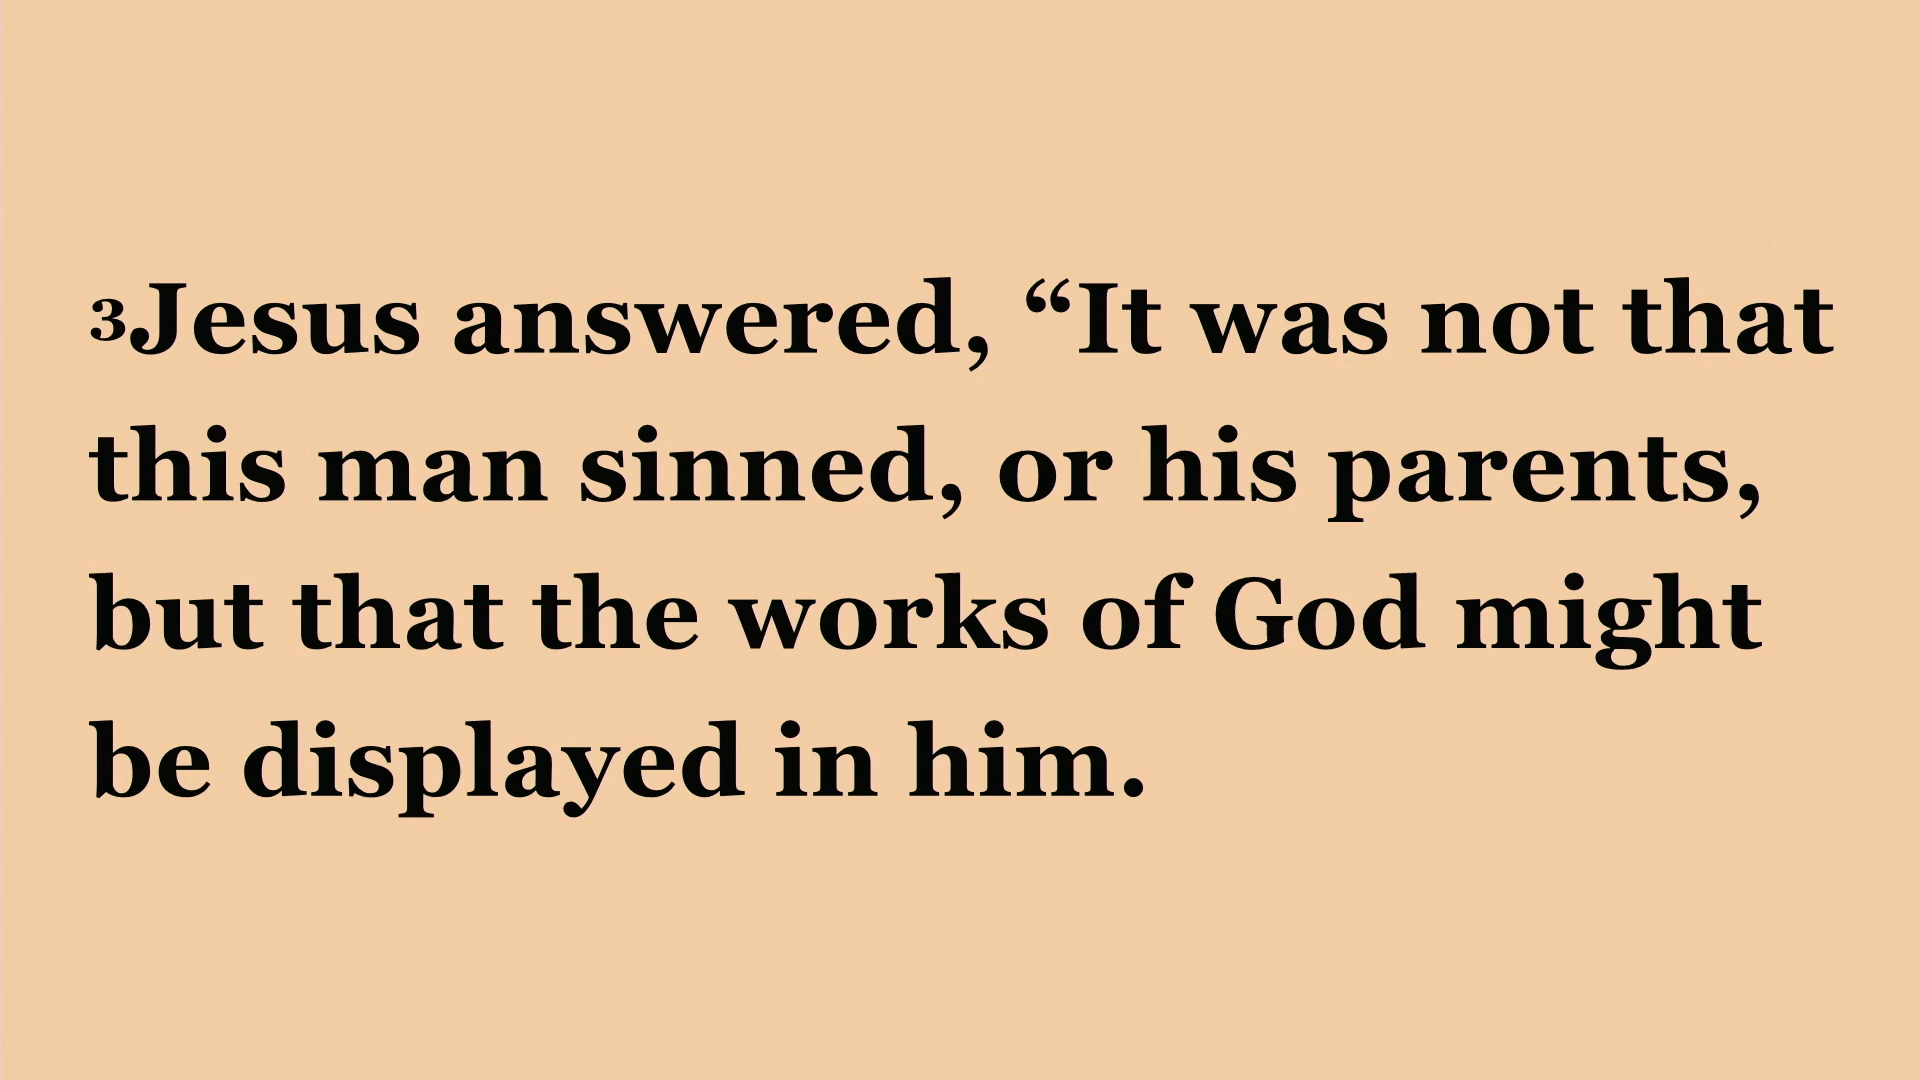 ³Jesus answered, “It was not that
this man sinned, or his parents,
but that the works of God might
be displayed in him.